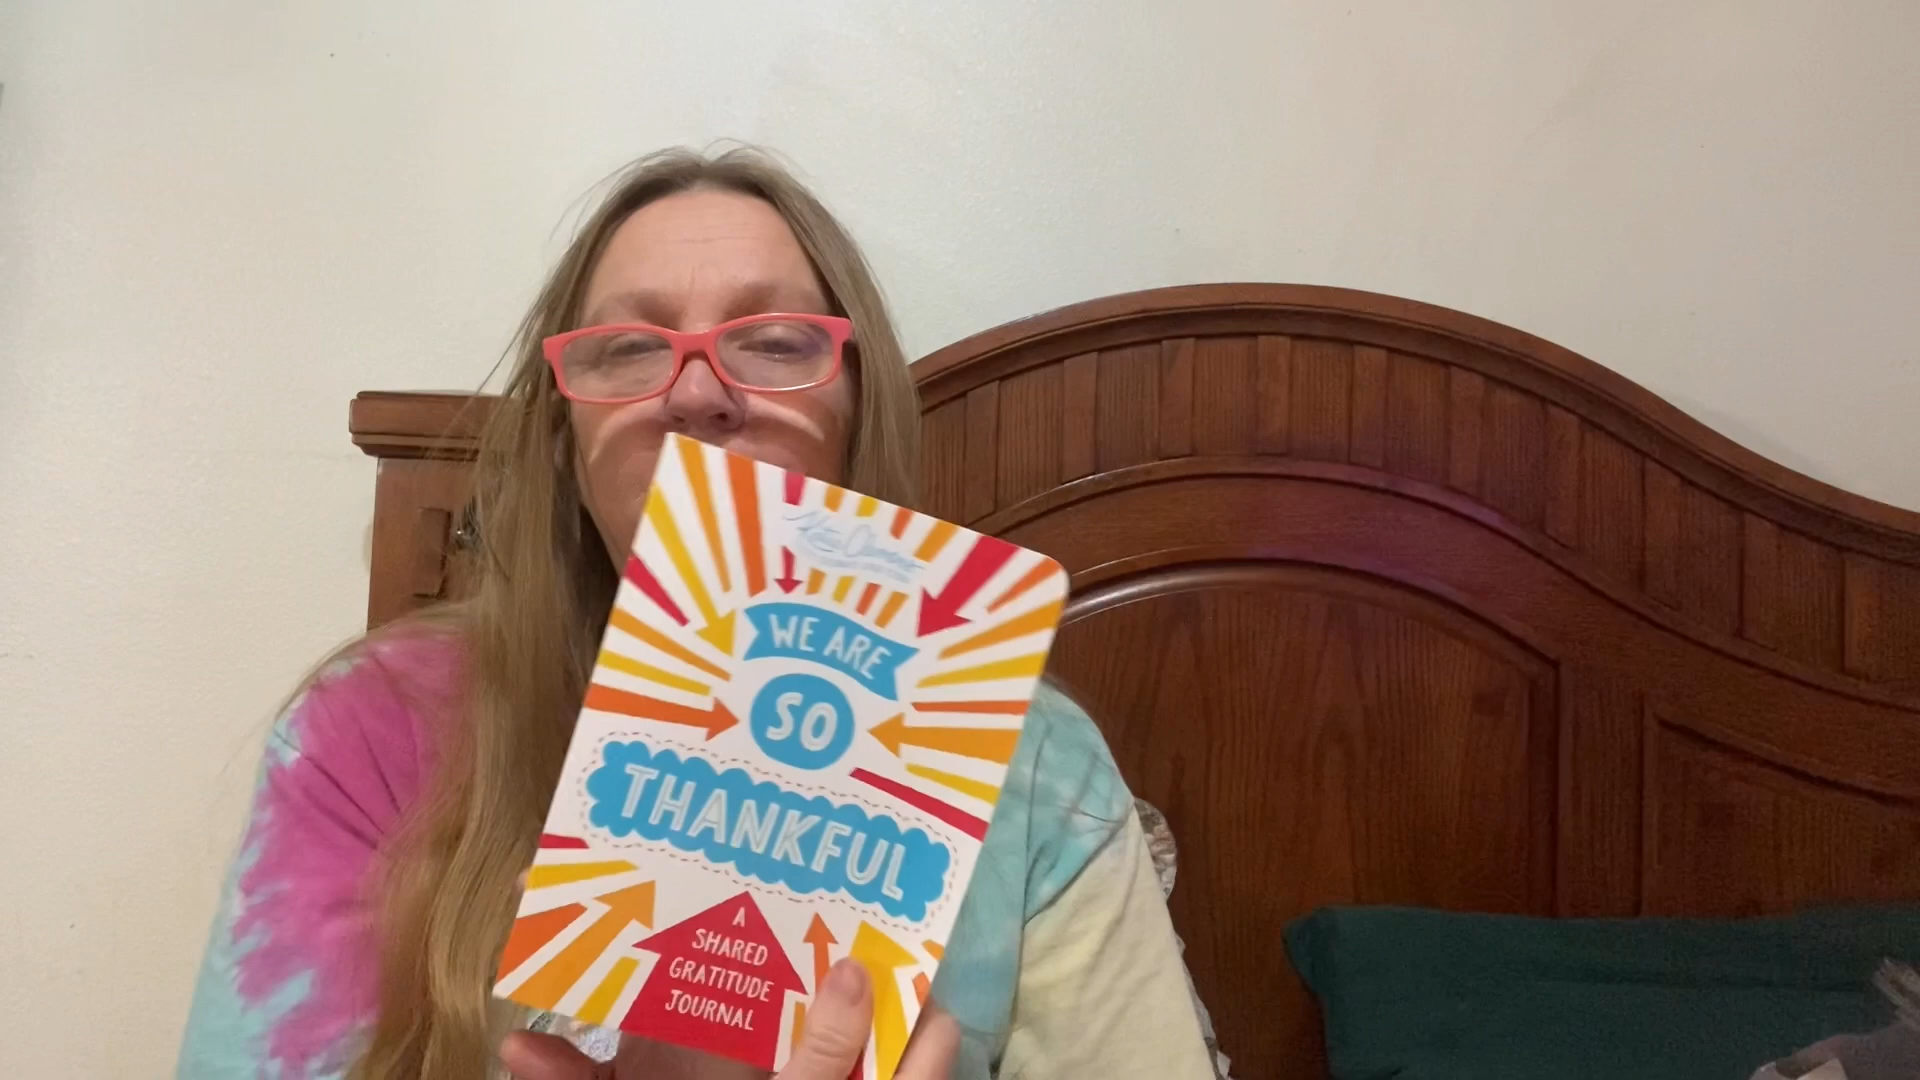 WE ARE
SO
THANKFUL
A
SHARED
GRATITUDE
JOURNAL